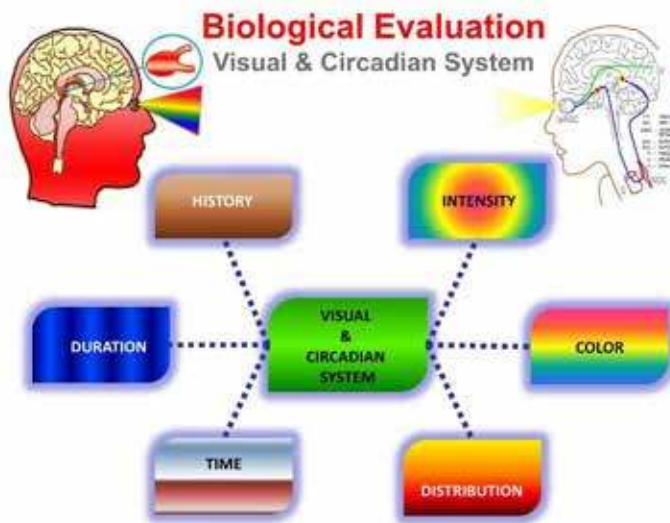 Biological Evaluation
Visual & Circadian System
HISTORY
INTENSITY
DURATION
VISUAL
&
CIRCADIAN
SYSTEM
COLOR
TIME
DISTRIBUTION